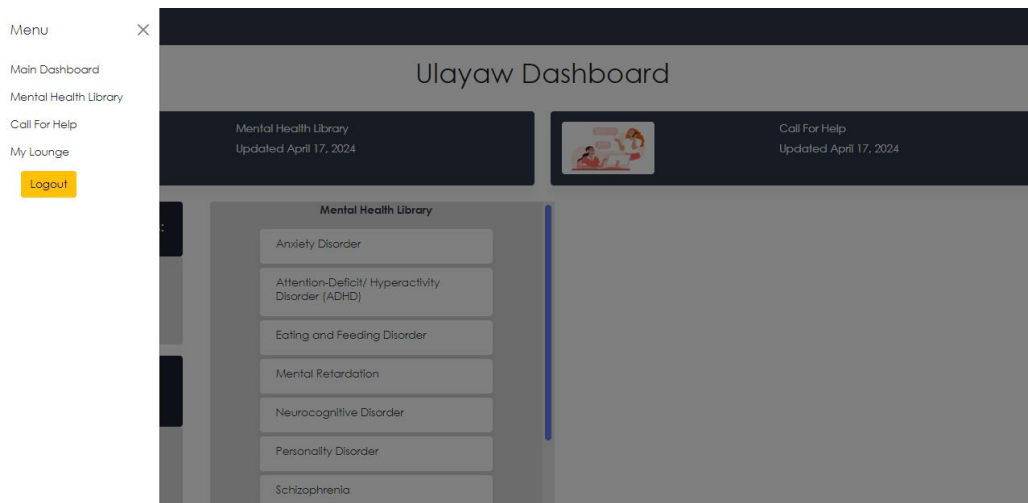 Menu
Main Dashboard
Mental Health Library
Call For Help
My Lounge
Logout
Ulayaw Dashboard
Mental Health Library
Updated April 17, 2024
Call For Help
Updated April 17, 2024
Mental Health Library
Anxiety Disorder
Attention-Deficit/ Hyperactivity
Disorder (ADHD)
Eating and Feeding Disorder
Mental Retardation
Neurocognitive Disorder
Personality Disorder
Schizophrenia